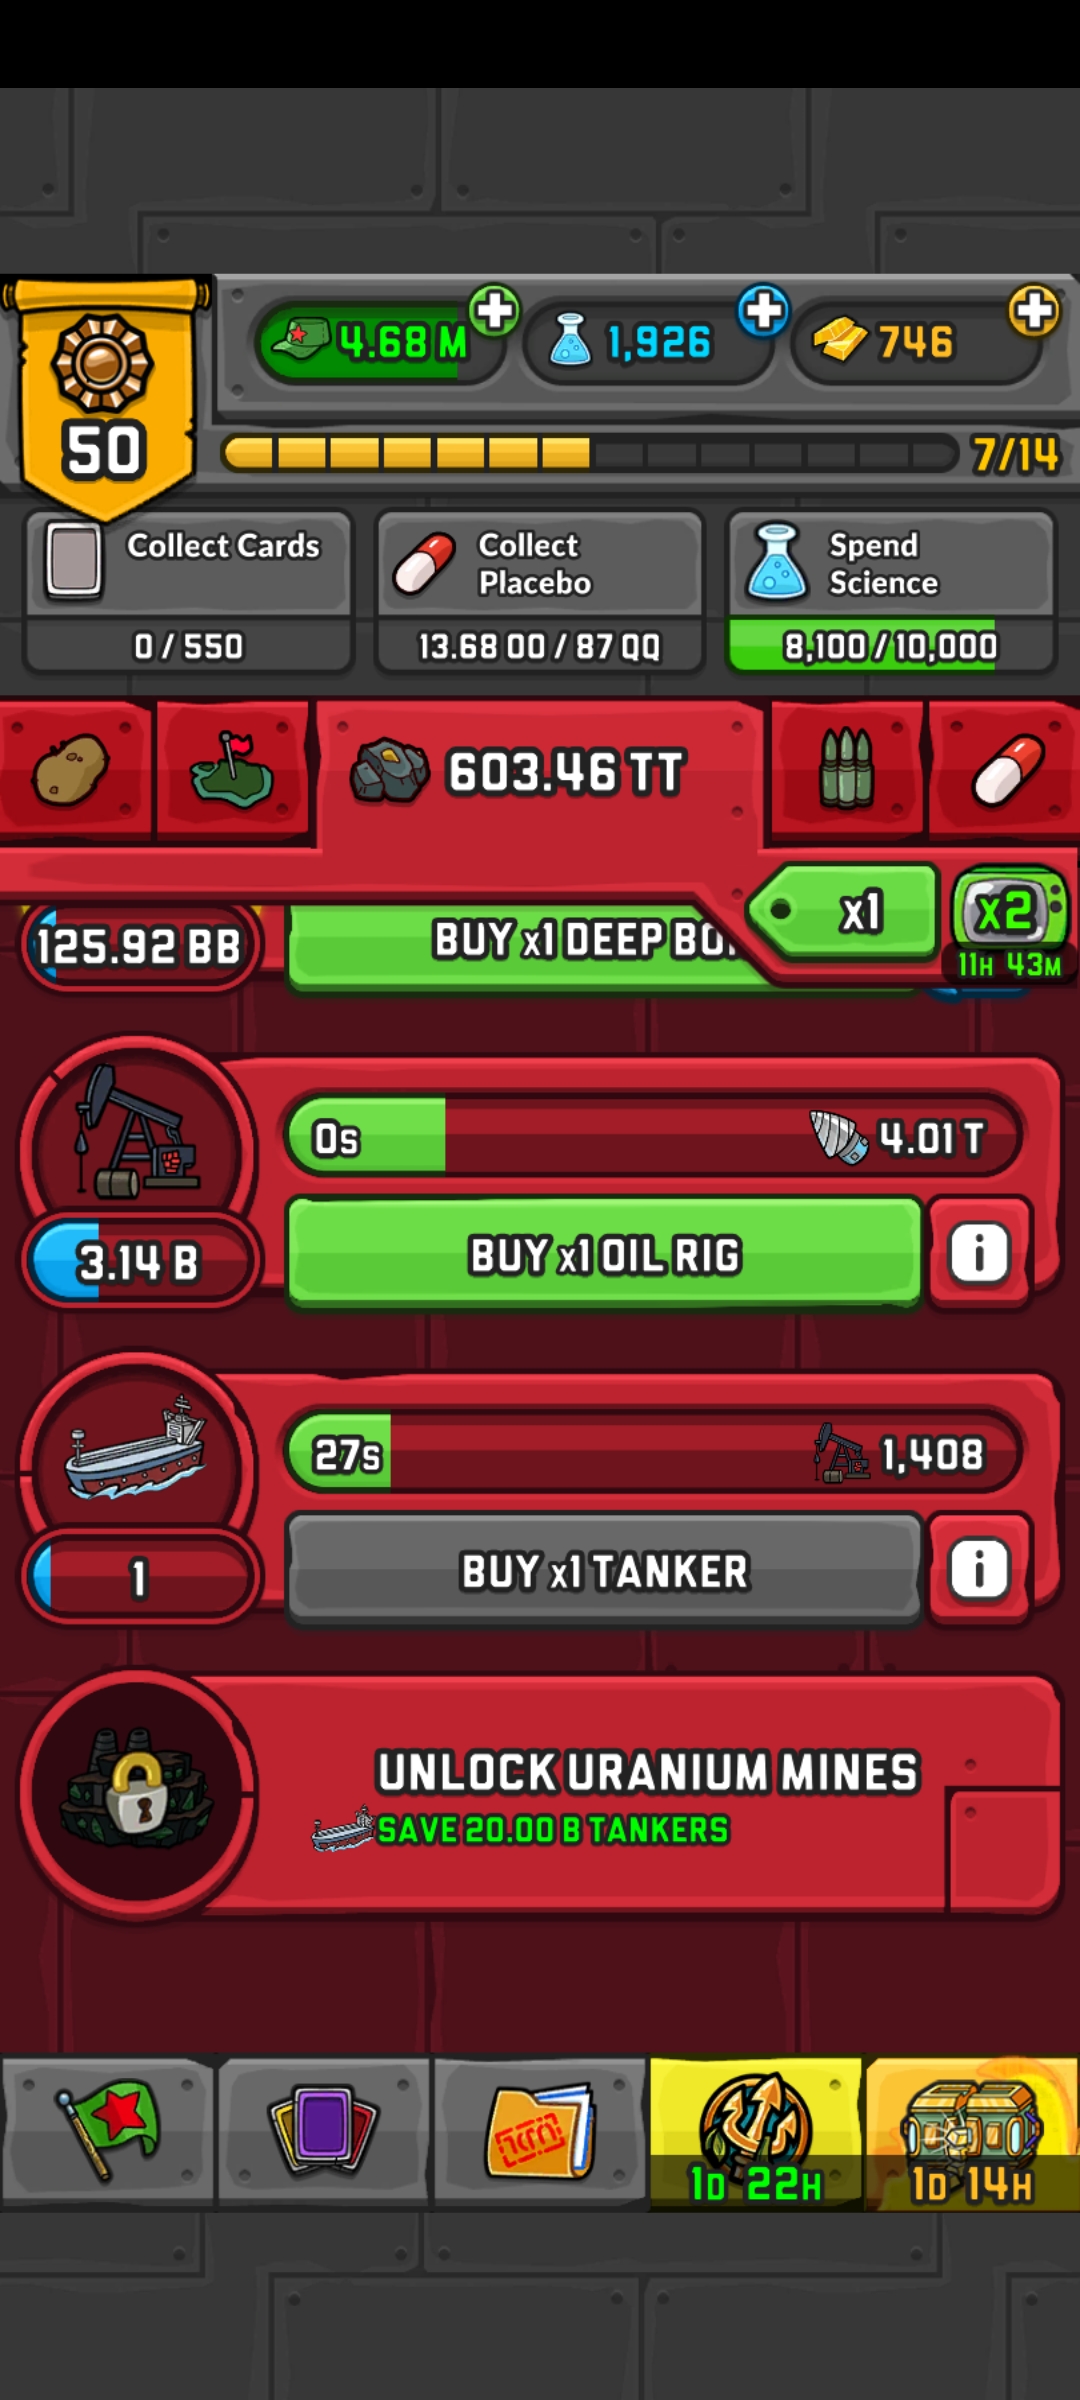 4.68 M
1,926
746
50
7/14
Collect Cards
Collect
Placebo
Spend
Science
0 / 550
13.68 OO / 87 QQ
8,100 / 10,000
603.46 TT
x1
x2
11H 43M
125.92 BB
BUY x1 DEEP BO
0s
4.01 T
3.14 B
BUY x1 OIL RIG
i
27s
1,408
1
BUY x1 TANKER
i
UNLOCK URANIUM MINES
SAVE 20.00 B TANKERS
1D 22H
1D 14H